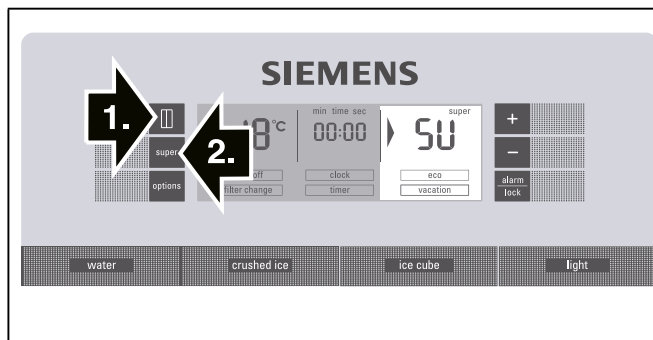 SIEMENS
1.
2.
super
options
18°C
min time sec
00:00
super
SU
off
filter change
clock
timer
eco
vacation
+
−
alarm
lock
water
crushed ice
ice cube
light